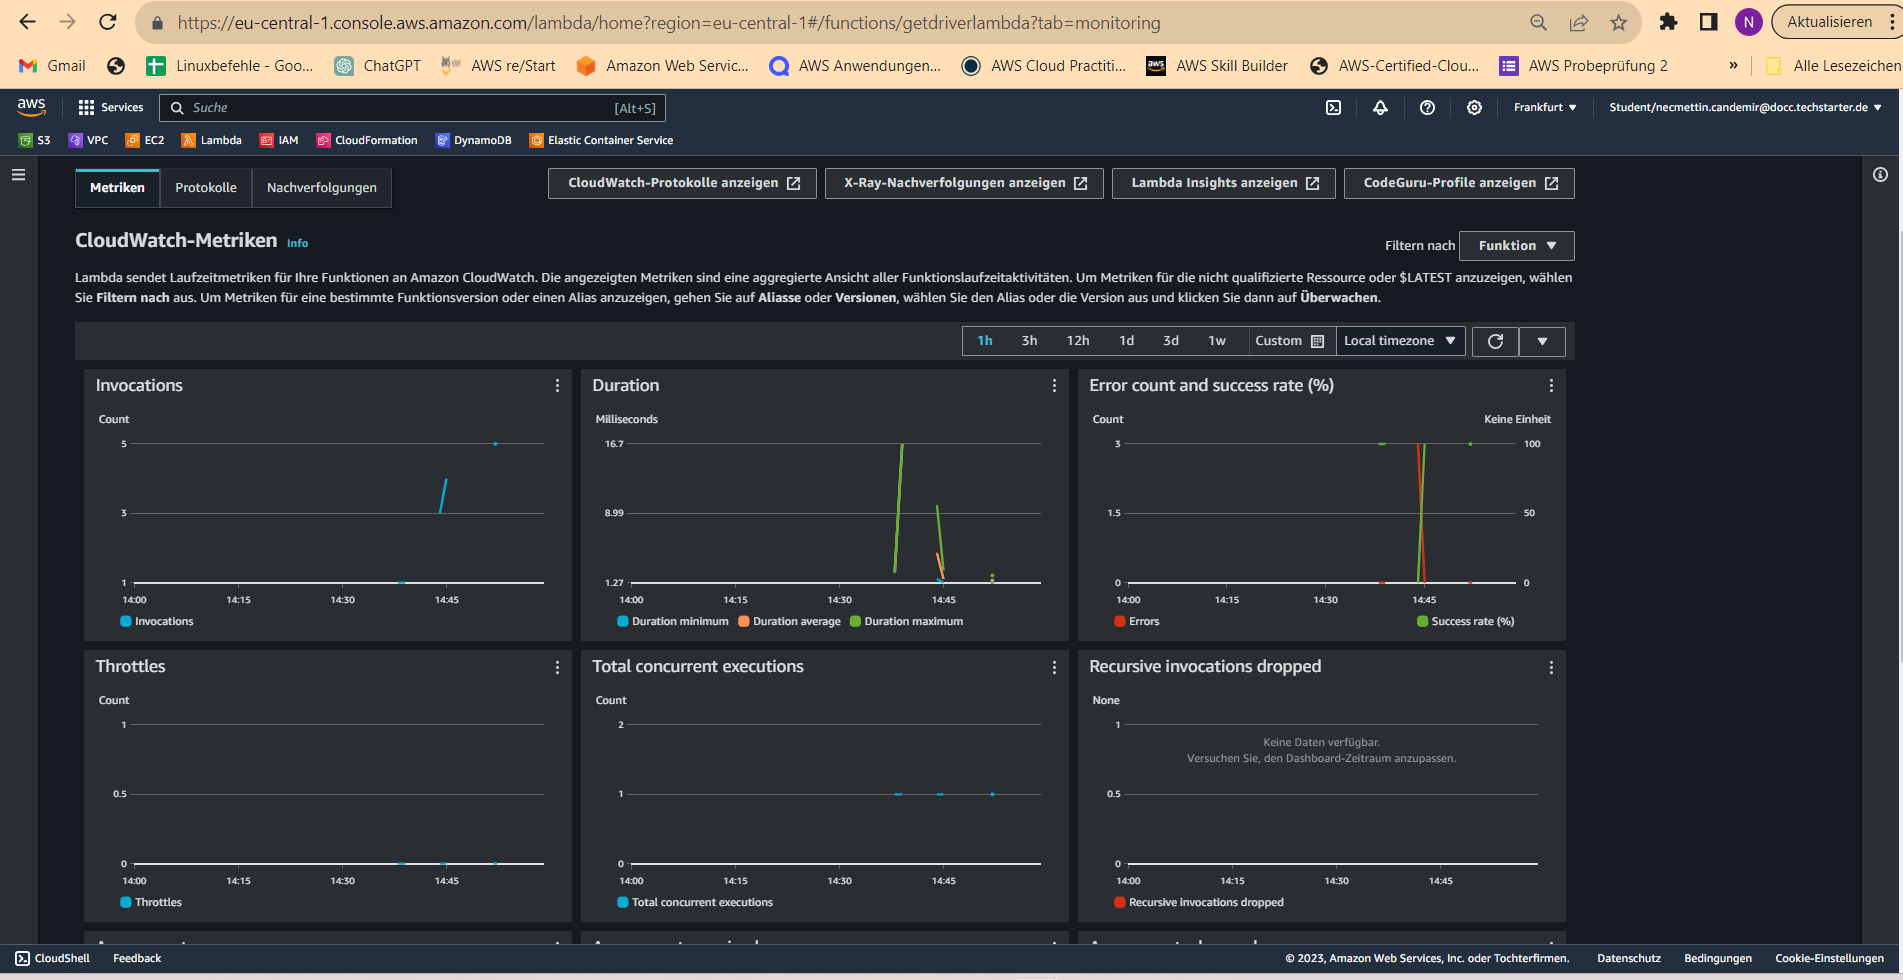 https://eu-central-1.console.aws.amazon.com/lambda/home?region=eu-central-1#/functions/getdriverlambda?tab=monitoring
N
Aktualisieren
Gmail
Linuxbefehle - Goo...
ChatGPT
AWS re/Start
Amazon Web Servic...
AWS Anwendungen...
AWS Cloud Practiti...
aws
AWS Skill Builder
AWS-Certified-Clou...
AWS Probeprüfung 2
»
Alle Lesezeichen
aws
Services
Suche
[Alt+S]
Frankfurt
Student/necmettin.candemir@docc.techstarter.de
S3
VPC
EC2
Lambda
IAM
CloudFormation
DynamoDB
Elastic Container Service
Metriken
Protokolle
Nachverfolgungen
CloudWatch-Protokolle anzeigen
X-Ray-Nachverfolgungen anzeigen
Lambda Insights anzeigen
CodeGuru-Profile anzeigen
CloudWatch-Metriken Info
Filtern nach
Funktion
Lambda sendet Laufzeitmetriken für Ihre Funktionen an Amazon CloudWatch. Die angezeigten Metriken sind eine aggregierte Ansicht aller Funktionslaufzeitaktivitäten. Um Metriken für die nicht qualifizierte Ressource oder $LATEST anzuzeigen, wählen
Sie Filtern nach aus. Um Metriken für eine bestimmte Funktionsversion oder einen Alias anzuzeigen, gehen Sie auf Aliasse oder Versionen, wählen Sie den Alias oder die Version aus und klicken Sie dann auf Überwachen.
1h
3h
12h
1d
3d
1w
Custom
Local timezone
Invocations
Count
5
3
1
14:00
14:15
14:30
14:45
Invocations
Duration
Milliseconds
16.7
8.99
1.27
14:00
14:15
14:30
14:45
Duration minimum
Duration average
Duration maximum
Error count and success rate (%)
Count
Keine Einheit
3
100
1.5
50
0
0
14:00
14:15
14:30
14:45
Errors
Success rate (%)
Throttles
Count
1
0.5
0
14:00
14:15
14:30
14:45
Throttles
Total concurrent executions
Count
2
1
0
14:00
14:15
14:30
14:45
Total concurrent executions
Recursive invocations dropped
None
1
Keine Daten verfügbar.
Versuchen Sie, den Dashboard-Zeitraum anzupassen.
0.5
0
14:00
14:15
14:30
14:45
Recursive invocations dropped
CloudShell
Feedback
© 2023, Amazon Web Services, Inc. oder Tochterfirmen.
Datenschutz
Bedingungen
Cookie-Einstellungen